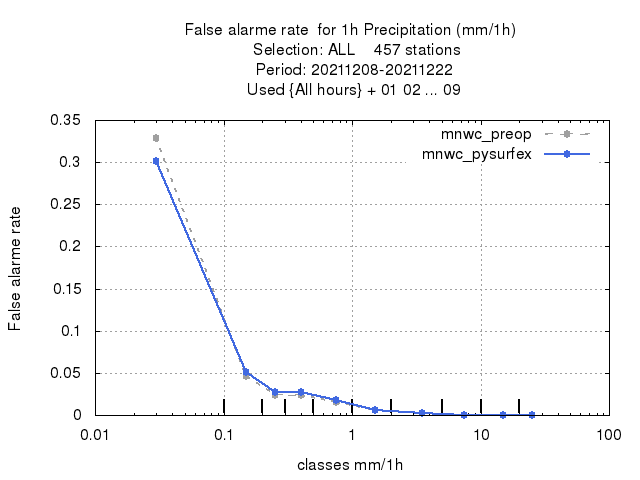 False alarme rate  for 1h Precipitation (mm/1h)
Selection: ALL    457 stations
Period: 20211208-20211222
Used {All hours} + 01 02 ... 09
mnwc_preop
mnwc_pysurfex
0.35
0.3
0.25
0.2
0.15
0.1
0.05
0
False alarme rate
0.01 0.1 1 10 100
classes mm/1h